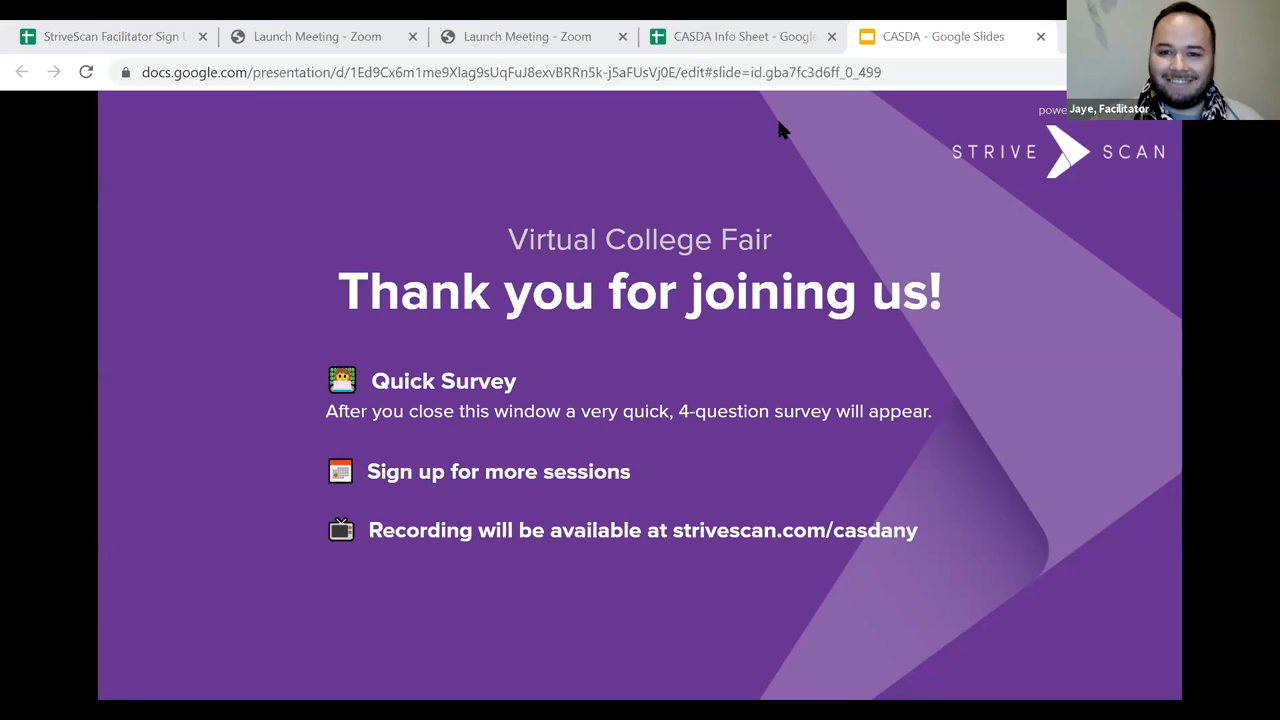 StriveScan Facilitator Sign U
Launch Meeting - Zoom
Launch Meeting - Zoom
CASDA Info Sheet - Google
CASDA - Google Slides
docs.google.com/presentation/d/1Ed9Cx6m1me9Xlag9sUqFuJ8exvBRRn5k-j5aFUsVj0E/edit#slide=id.gba7fc3d6ff_0_499
Jaye, Facilitator
powe
STRIVE SCAN
Virtual College Fair
Thank you for joining us!
Quick Survey
After you close this window a very quick, 4-question survey will appear.
Sign up for more sessions
Recording will be available at strivescan.com/casdany